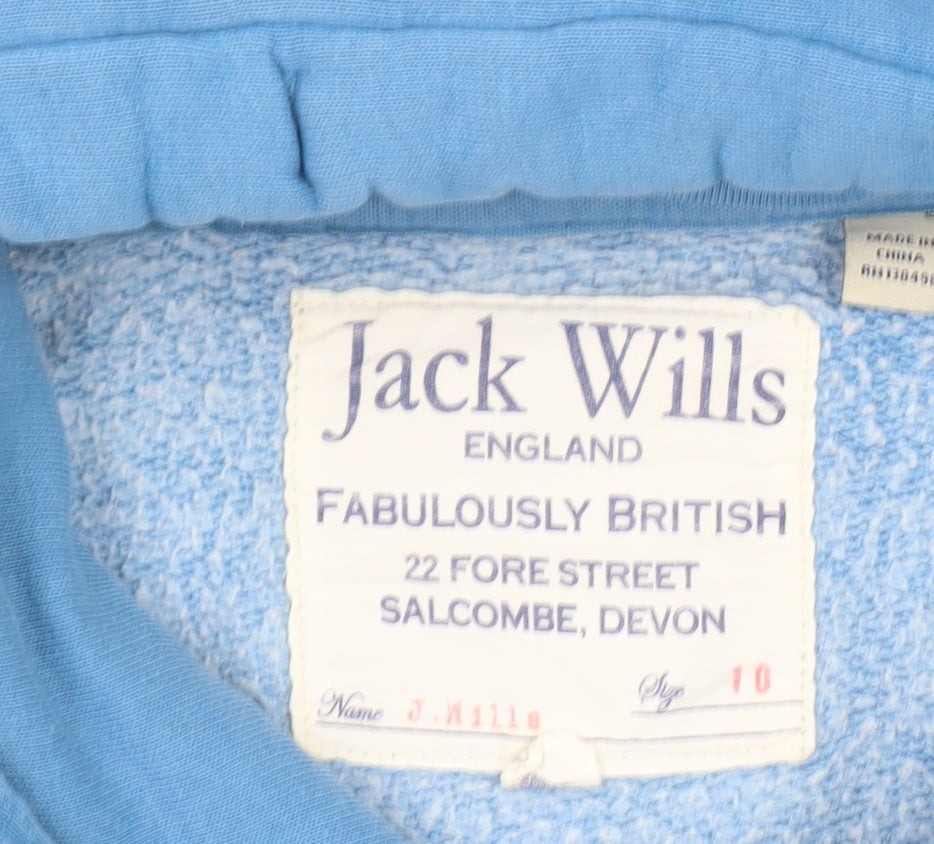 Jack Wills
ENGLAND
FABULOUSLY BRITISH
22 FORE STREET
SALCOMBE, DEVON
Size 10
Name J.Wills
MADE IN
CHINA